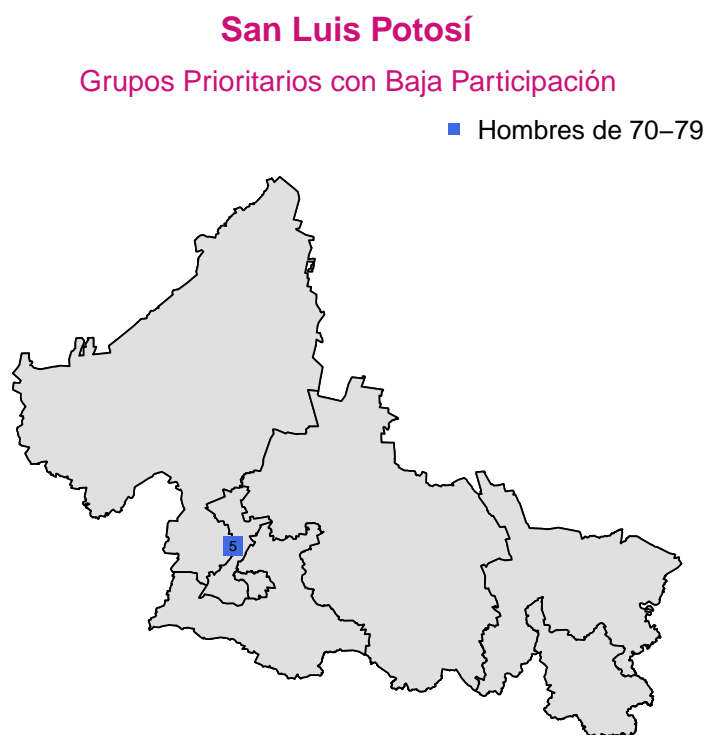 San Luis Potosí
Grupos Prioritarios con Baja Participación
Hombres de 70−79
5